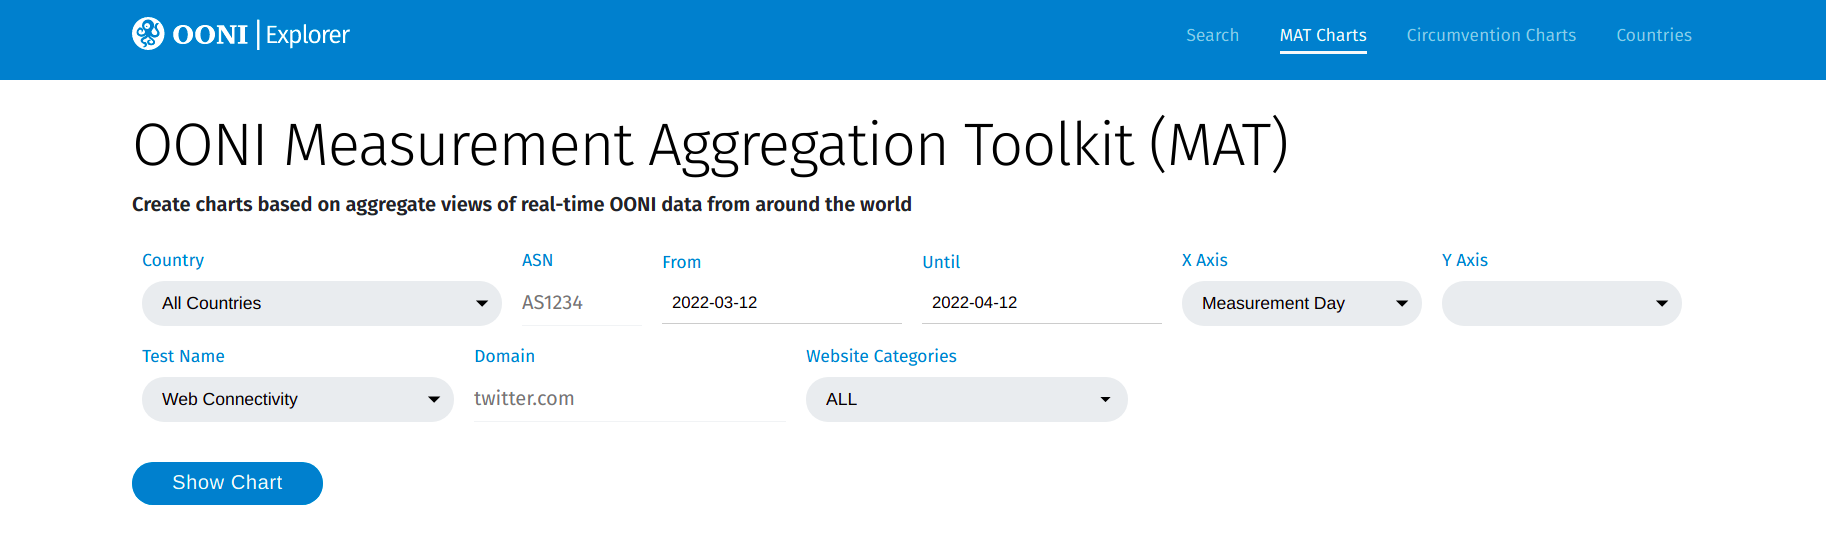 OONI Explorer Search MAT Charts Circumvention Charts Countries
OONI Measurement Aggregation Toolkit (MAT)
Create charts based on aggregate views of real-time OONI data from around the world
Country ASN From Until X Axis Y Axis
All Countries AS1234 2022-03-12 2022-04-12 Measurement Day
Test Name Domain Website Categories
Web Connectivity twitter.com ALL
Show Chart